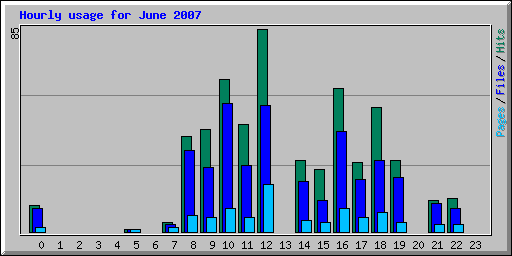 Hourly usage for June 2007
85
Pages / Files / Hits
0 1 2 3 4 5 6 7 8 9 10 11 12 13 14 15 16 17 18 19 20 21 22 23